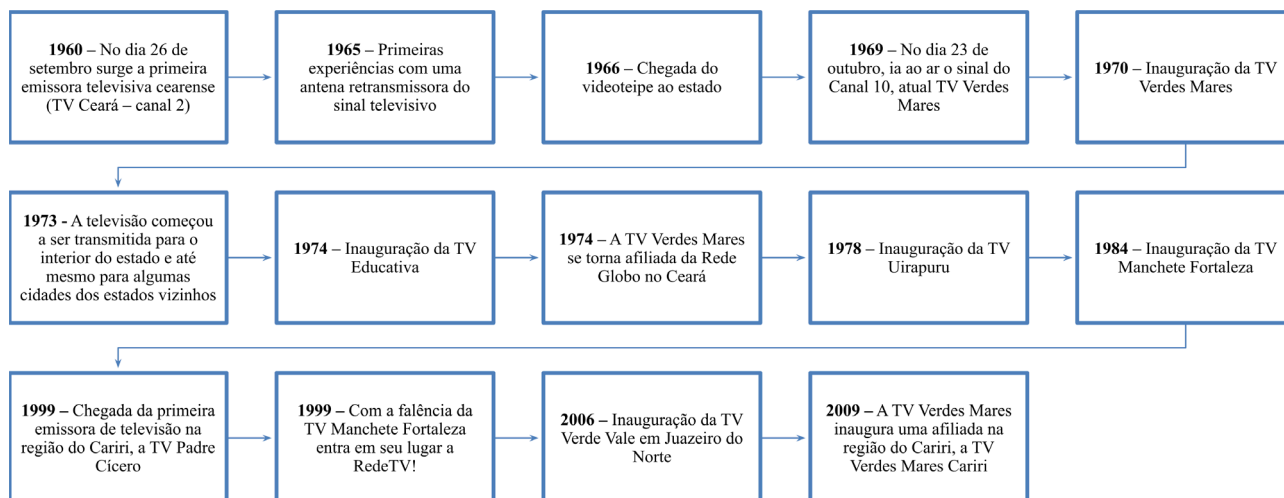 1960 – No dia 26 de
setembro surge a primeira
emissora televisiva cearense
(TV Ceará – canal 2)
1965 – Primeiras
experiências com uma
antena retransmissora do
sinal televisivo
1966 – Chegada do
videoteipe ao estado
1969 – No dia 23 de
outubro, ia ao ar o sinal do
Canal 10, atual TV Verdes
Mares
1970 – Inauguração da TV
Verdes Mares
1973 - A televisão começou
a ser transmitida para o
interior do estado e até
mesmo para algumas
cidades dos estados vizinhos
1974 – Inauguração da TV
Educativa
1974 – A TV Verdes Mares
se torna afiliada da Rede
Globo no Ceará
1978 – Inauguração da TV
Uirapuru
1984 – Inauguração da TV
Manchete Fortaleza
1999 – Chegada da primeira
emissora de televisão na
região do Cariri, a TV Padre
Cícero
1999 – Com a falência da
TV Manchete Fortaleza
entra em seu lugar a
RedeTV!
2006 – Inauguração da TV
Verde Vale em Juazeiro do
Norte
2009 – A TV Verdes Mares
inaugura uma afiliada na
região do Cariri, a TV
Verdes Mares Cariri